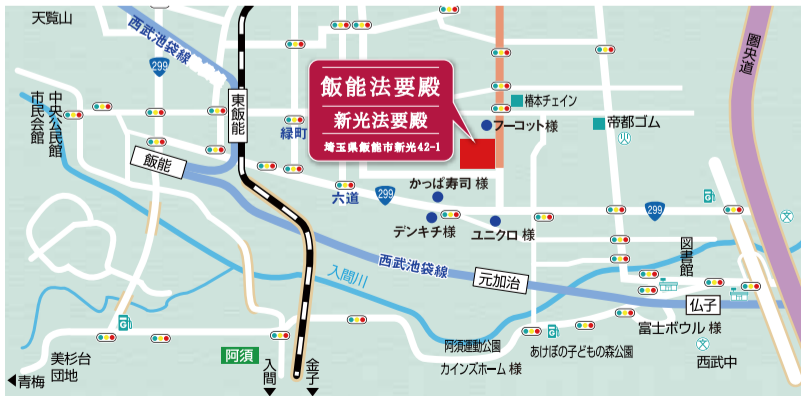 天覧山
西武池袋線
299
中央公民館
市民会館
東飯能
飯能
緑町
飯能法要殿
新光法要殿
埼玉県飯能市新光42-1
椿本チェイン
フーコット様
帝都ゴム
圏央道
六道
299
かっぱ寿司 様
デンキチ様
ユニクロ 様
299
西武池袋線
入間川
元加治
図書館
仏子
富士ボウル 様
西武中
阿須運動公園
カインズホーム 様
あけぼの子どもの森公園
阿須
入間
金子
美杉台
団地
青梅